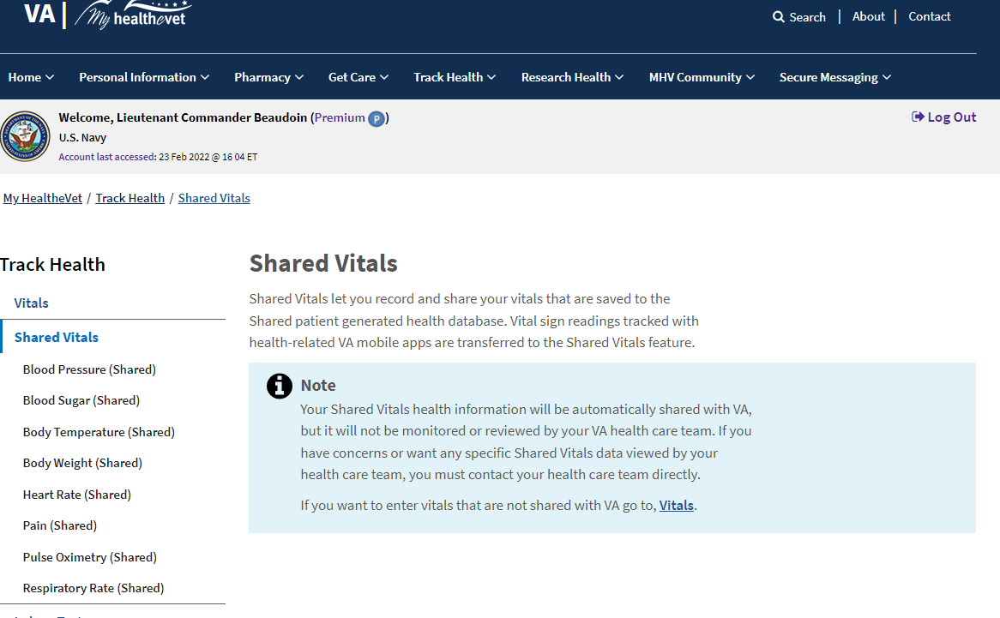 VA | My healthevet
Search | About | Contact
Home Personal Information Pharmacy Get Care Track Health Research Health MHV Community Secure Messaging
Welcome, Lieutenant Commander Beaudoin (Premium P)
Log Out
U.S. Navy
Account last accessed: 23 Feb 2022 @ 16 04 ET
My HealtheVet / Track Health / Shared Vitals
Track Health
Vitals
Shared Vitals
Blood Pressure (Shared)
Blood Sugar (Shared)
Body Temperature (Shared)
Body Weight (Shared)
Heart Rate (Shared)
Pain (Shared)
Pulse Oximetry (Shared)
Respiratory Rate (Shared)
Shared Vitals
Shared Vitals let you record and share your vitals that are saved to the
Shared patient generated health database. Vital sign readings tracked with
health-related VA mobile apps are transferred to the Shared Vitals feature.
Note
Your Shared Vitals health information will be automatically shared with VA,
but it will not be monitored or reviewed by your VA health care team. If you
have concerns or want any specific Shared Vitals data viewed by your
health care team, you must contact your health care team directly.
If you want to enter vitals that are not shared with VA go to, Vitals.